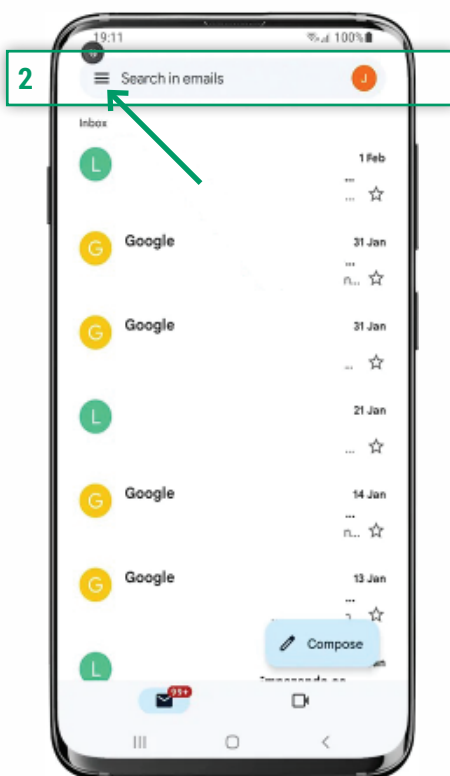 19:11 100%
2
Search in emails J
Inbox
L 1 Feb
...
...
G Google 31 Jan
...
n...
G Google 31 Jan
...
L 21 Jan
...
G Google 14 Jan
...
n...
G Google 13 Jan
...
Compose
L
99+